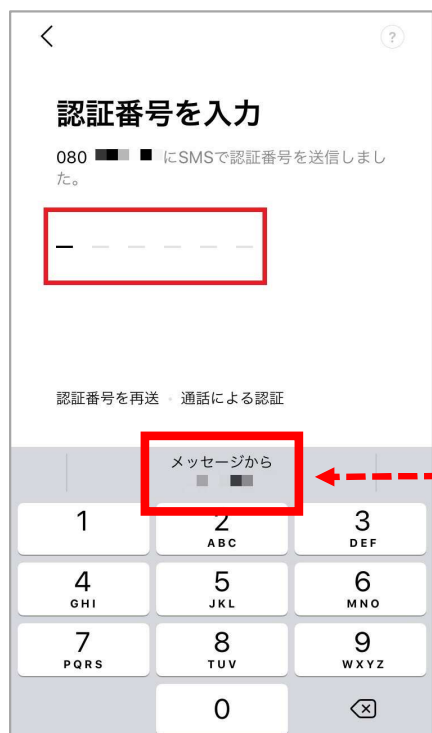 ?
認証番号を入力
080 にSMSで認証番号を送信しまし
た。
認証番号を再送 · 通話による認証
メッセージから
1 2 3
ABC DEF
4 5 6
GHI JKL MNO
7 8 9
PQRS TUV WXYZ
0